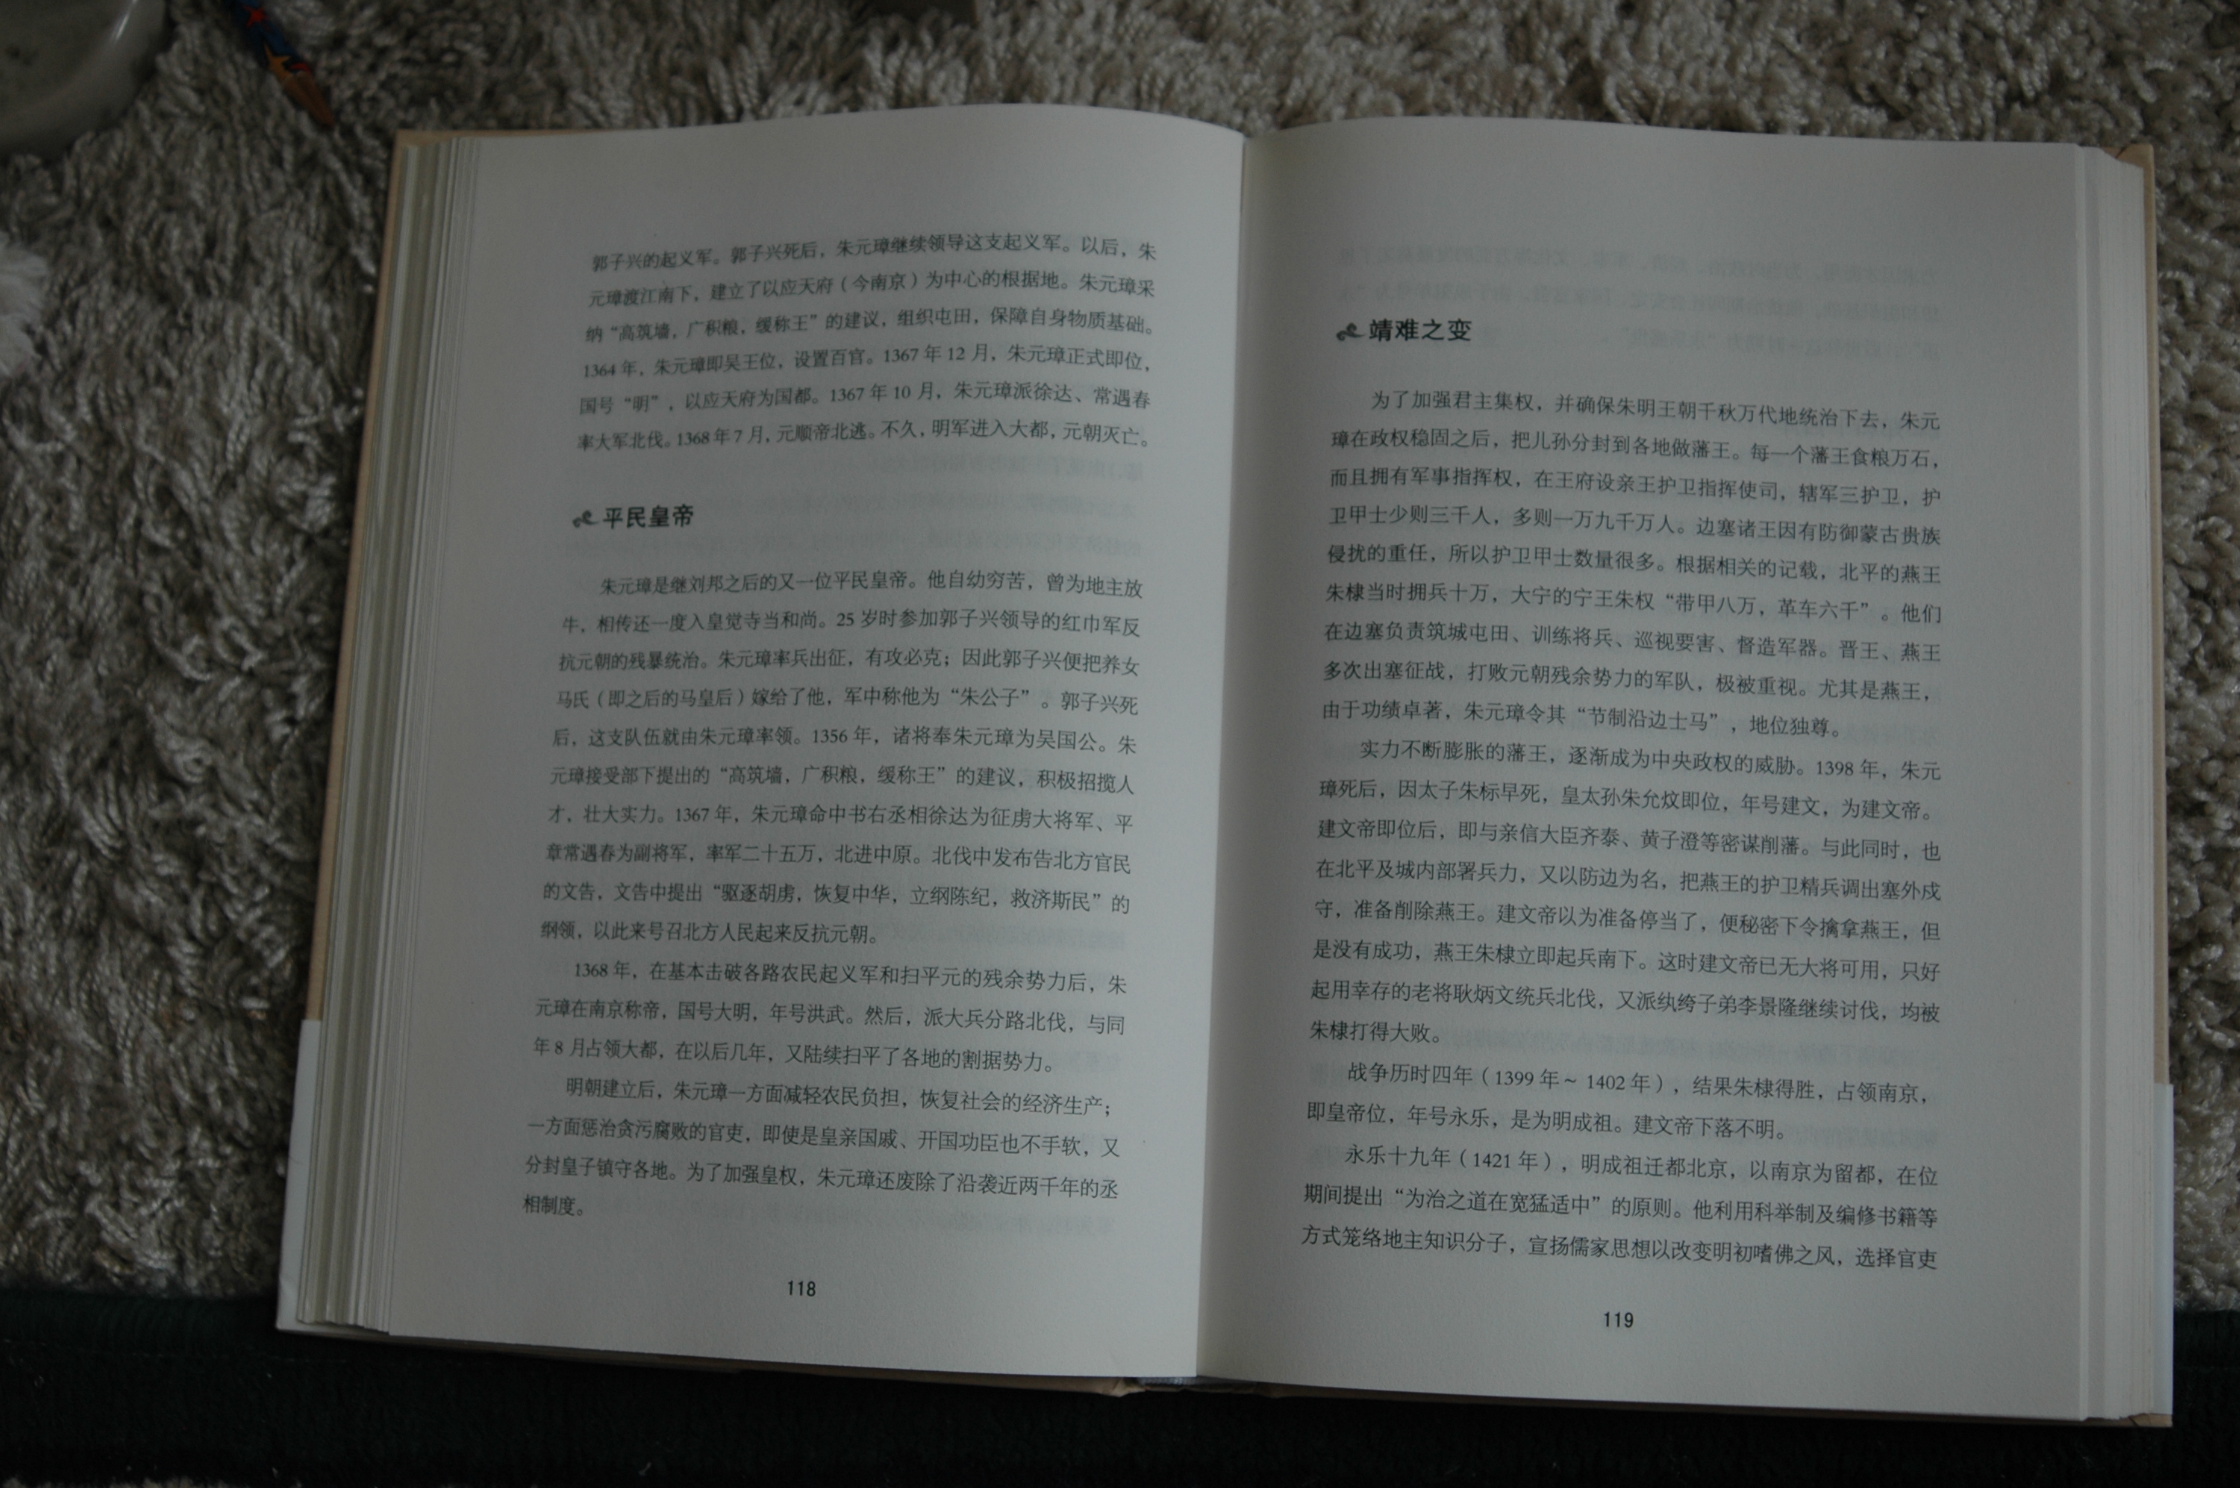 郭子兴的起义军。郭子兴死后，朱元璋继续领导这支起义军。以后，朱
元璋渡江南下，建立了以应天府（今南京）为中心的根据地。朱元璋采
纳“高筑墙，广积粮，缓称王”的建议，组织屯田，保障自身物质基础。
1364年，朱元璋即吴王位，设置百官。1367年12月，朱元璋正式即位，
国号“明”，以应天府为国都。1367年10月，朱元璋派徐达、常遇春
率大军北伐。1368年7月，元顺帝北逃。不久，明军进入大都，元朝灭亡。
平民皇帝
朱元璋是继刘邦之后的又一位平民皇帝。他自幼穷苦，曾为地主放
牛，相传还一度入皇觉寺当和尚。25岁时参加郭子兴领导的红巾军反
抗元朝的残暴统治。朱元璋率兵出征，有攻必克；因此郭子兴便把养女
马氏（即之后的马皇后）嫁给了他，军中称他为“朱公子”。郭子兴死
后，这支队伍就由朱元璋率领。1356年，诸将奉朱元璋为吴国公。朱
元璋接受部下提出的“高筑墙，广积粮，缓称王”的建议，积极招揽人
才，壮大实力。1367年，朱元璋命中书右丞相徐达为征虏大将军、平
章常遇春为副将军，率军二十五万，北进中原。北伐中发布告北方官民
的文告，文告中提出“驱逐胡虏，恢复中华，立纲陈纪，救济斯民”的
纲领，以此来号召北方人民起来反抗元朝。
1368年，在基本击破各路农民起义军和扫平元的残余势力后，朱
元璋在南京称帝，国号大明，年号洪武。然后，派大兵分路北伐，与同
年8月占领大都，在以后几年，又陆续扫平了各地的割据势力。
明朝建立后，朱元璋一方面减轻农民负担，恢复社会的经济生产；
一方面惩治贪污腐败的官吏，即使是皇亲国戚、开国功臣也不手软，又
分封皇子镇守各地。为了加强皇权，朱元璋还废除了沿袭近两千年的丞
相制度。
118
靖难之变
为了加强君主集权，并确保朱明王朝千秋万代地统治下去，朱元
璋在政权稳固之后，把儿孙分封到各地做藩王。每一个藩王食粮万石，
而且拥有军事指挥权，在王府设亲王护卫指挥使司，辖军三护卫，护
卫甲士少则三千人，多则一万九千万人。边塞诸王因有防御蒙古贵族
侵扰的重任，所以护卫甲士数量很多。根据相关的记载，北平的燕王
朱棣当时拥兵十万，大宁的宁王朱权“带甲八万，革车六千”。他们
在边塞负责筑城屯田、训练将兵、巡视要害、督造军器。晋王、燕王
多次出塞征战，打败元朝残余势力的军队，极被重视。尤其是燕王，
由于功绩卓著，朱元璋令其“节制沿边士马”，地位独尊。
实力不断膨胀的藩王，逐渐成为中央政权的威胁。1398年，朱元
璋死后，因太子朱标早死，皇太孙朱允炆即位，年号建文，为建文帝。
建文帝即位后，即与亲信大臣齐泰、黄子澄等密谋削藩。与此同时，也
在北平及城内部署兵力，又以防边为名，把燕王的护卫精兵调出塞外戍
守，准备削除燕王。建文帝以为准备停当了，便秘密下令擒拿燕王，但
是没有成功，燕王朱棣立即起兵南下。这时建文帝已无大将可用，只好
起用幸存的老将耿炳文统兵北伐，又派纨绔子弟李景隆继续讨伐，均被
朱棣打得大败。
战争历时四年（1399年～1402年），结果朱棣得胜，占领南京，
即皇帝位，年号永乐，是为明成祖。建文帝下落不明。
永乐十九年（1421年），明成祖迁都北京，以南京为留都，在位
期间提出“为治之道在宽猛适中”的原则。他利用科举制及编修书籍等
方式笼络地主知识分子，宣扬儒家思想以改变明初嗜佛之风，选择官吏
119